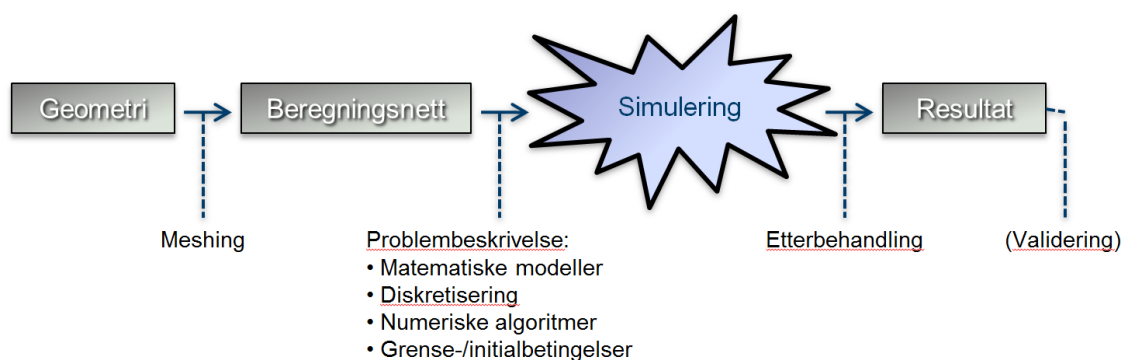 Geometri
Beregningsnett
Simulering
Resultat
Meshing
Problembeskrivelse:
• Matematiske modeller
• Diskretisering
• Numeriske algoritmer
• Grense-/initialbetingelser
Etterbehandling
(Validering)